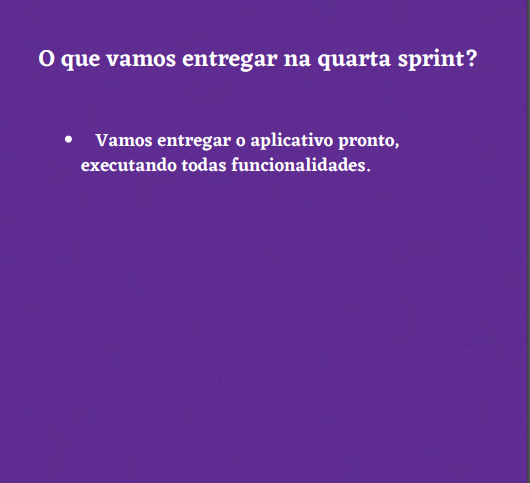 O que vamos entregar na quarta sprint?
• Vamos entregar o aplicativo pronto,
executando todas funcionalidades.